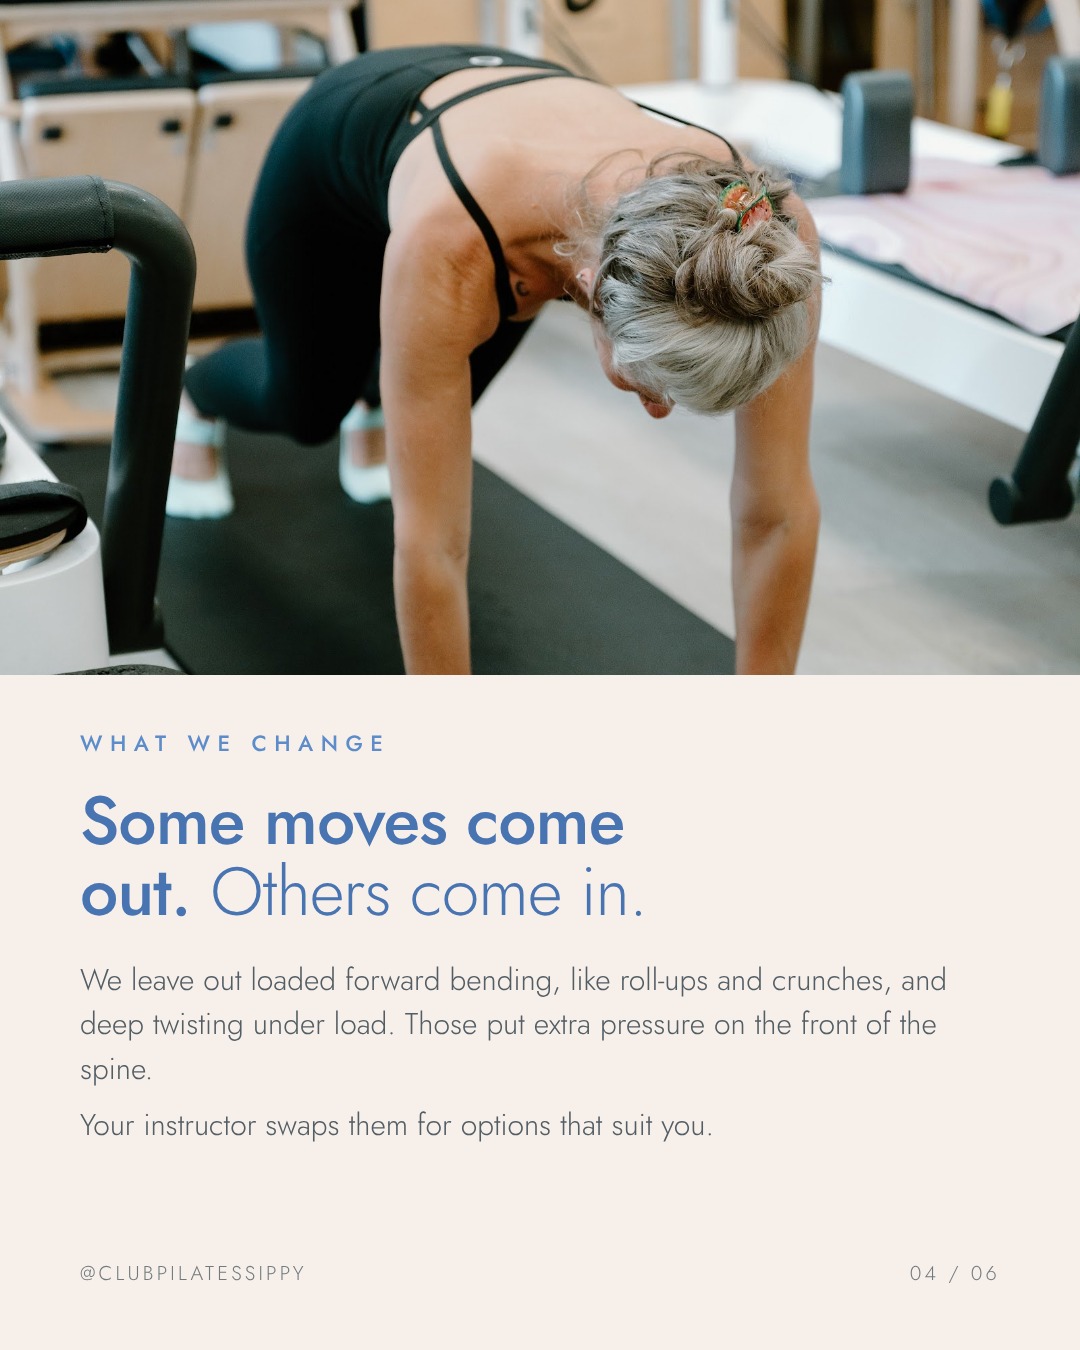 WHAT WE CHANGE
Some moves come
out. Others come in.
We leave out loaded forward bending, like roll-ups and crunches, and
deep twisting under load. Those put extra pressure on the front of the
spine.
Your instructor swaps them for options that suit you.
@CLUBPILATESSIPPY
04 / 06